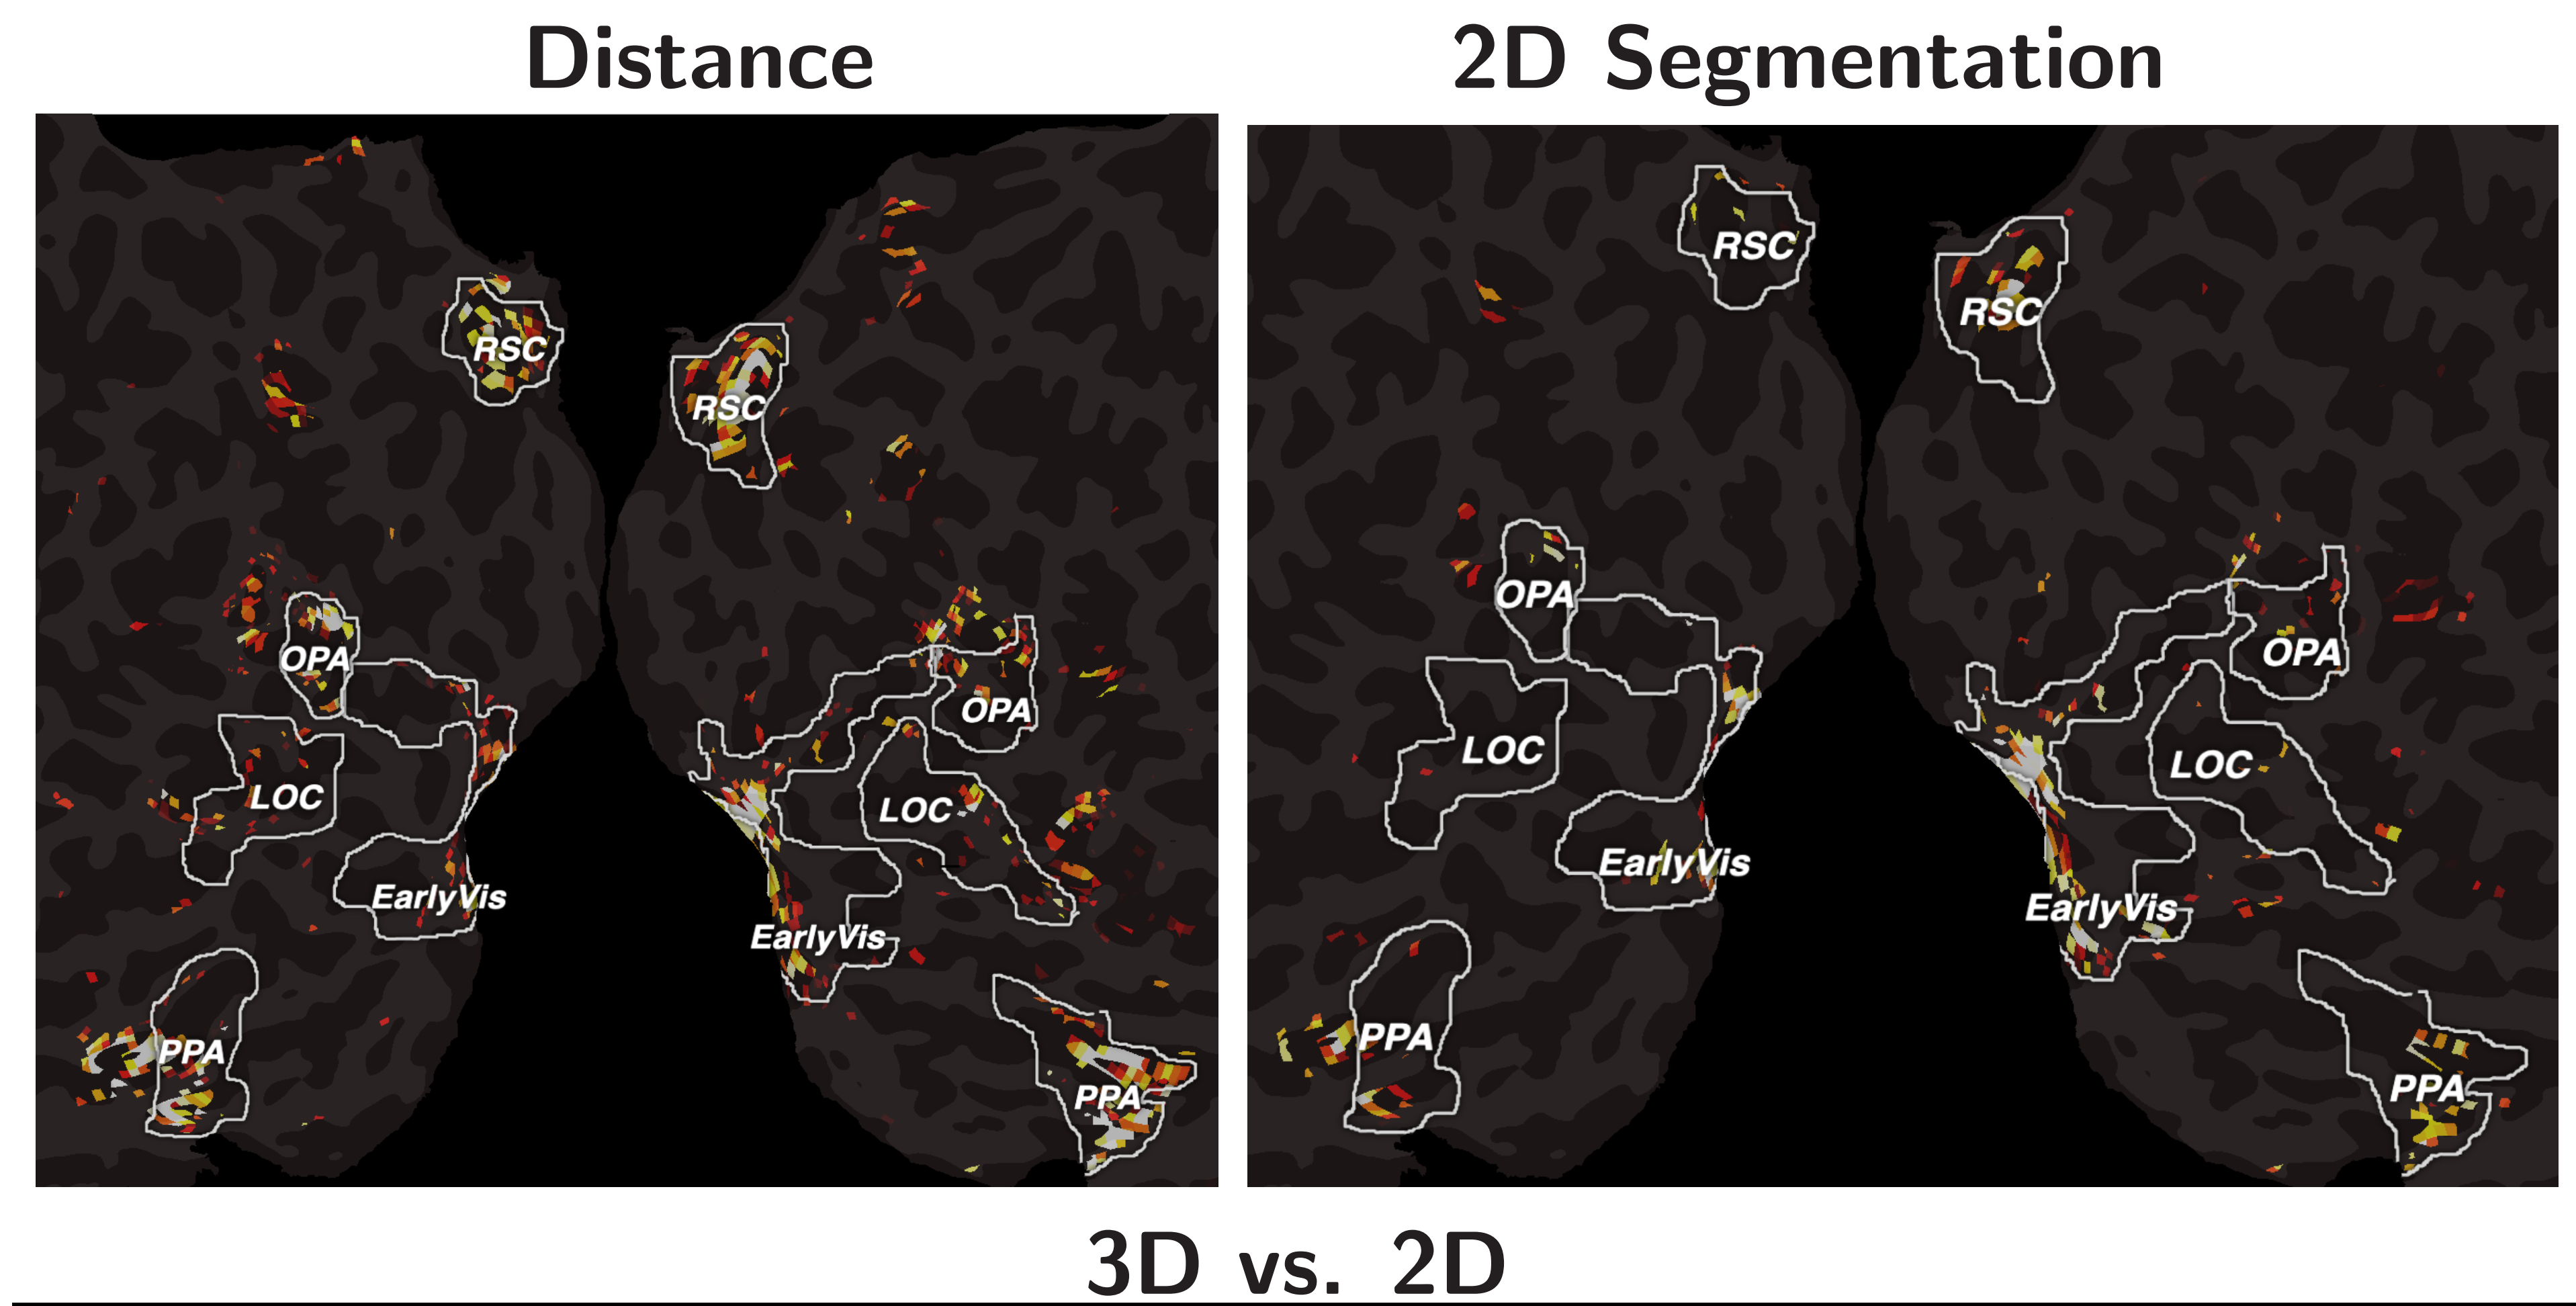 Distance
2D Segmentation
RSC
RSC
OPA
OPA
LOC
LOC
EarlyVis
EarlyVis
PPA
PPA
RSC
RSC
OPA
OPA
LOC
LOC
EarlyVis
EarlyVis
PPA
PPA
3D vs. 2D